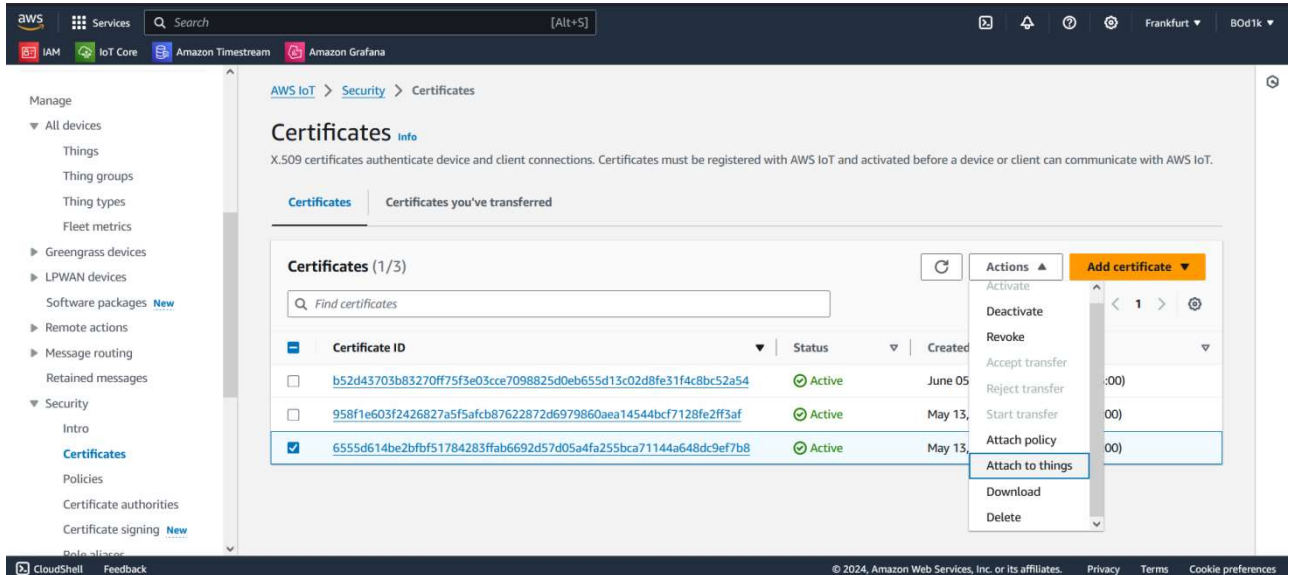 aws Services Search [Alt+S] Frankfurt ▼ BOd1k ▼
IAM IoT Core Amazon Timestream Amazon Grafana
Manage
All devices
Things
Thing groups
Thing types
Fleet metrics
Greengrass devices
LPWAN devices
Software packages New
Remote actions
Message routing
Retained messages
Security
Intro
Certificates
Policies
Certificate authorities
Certificate signing New
Role aliases
AWS IoT > Security > Certificates
Certificates Info
X.509 certificates authenticate device and client connections. Certificates must be registered with AWS IoT and activated before a device or client can communicate with AWS IoT.
Certificates Certificates you've transferred
Certificates (1/3) Actions ▲ Add certificate ▼
Find certificates < 1 >
Certificate ID Status Created
b52d43703b83270ff75f3e03cce7098825d0eb655d13c02d8fe31f4c8bc52a54 Active June 05 :00)
958f1e603f2426827a5f5afcb87622872d6979860aea14544bcf7128fe2ff3af Active May 13, 00)
6555d614be2bfbf51784283ffab6692d57d05a4fa255bca71144a648dc9ef7b8 Active May 13, 00)
Activate
Deactivate
Revoke
Accept transfer
Reject transfer
Start transfer
Attach policy
Attach to things
Download
Delete
CloudShell Feedback © 2024, Amazon Web Services, Inc. or its affiliates. Privacy Terms Cookie preferences